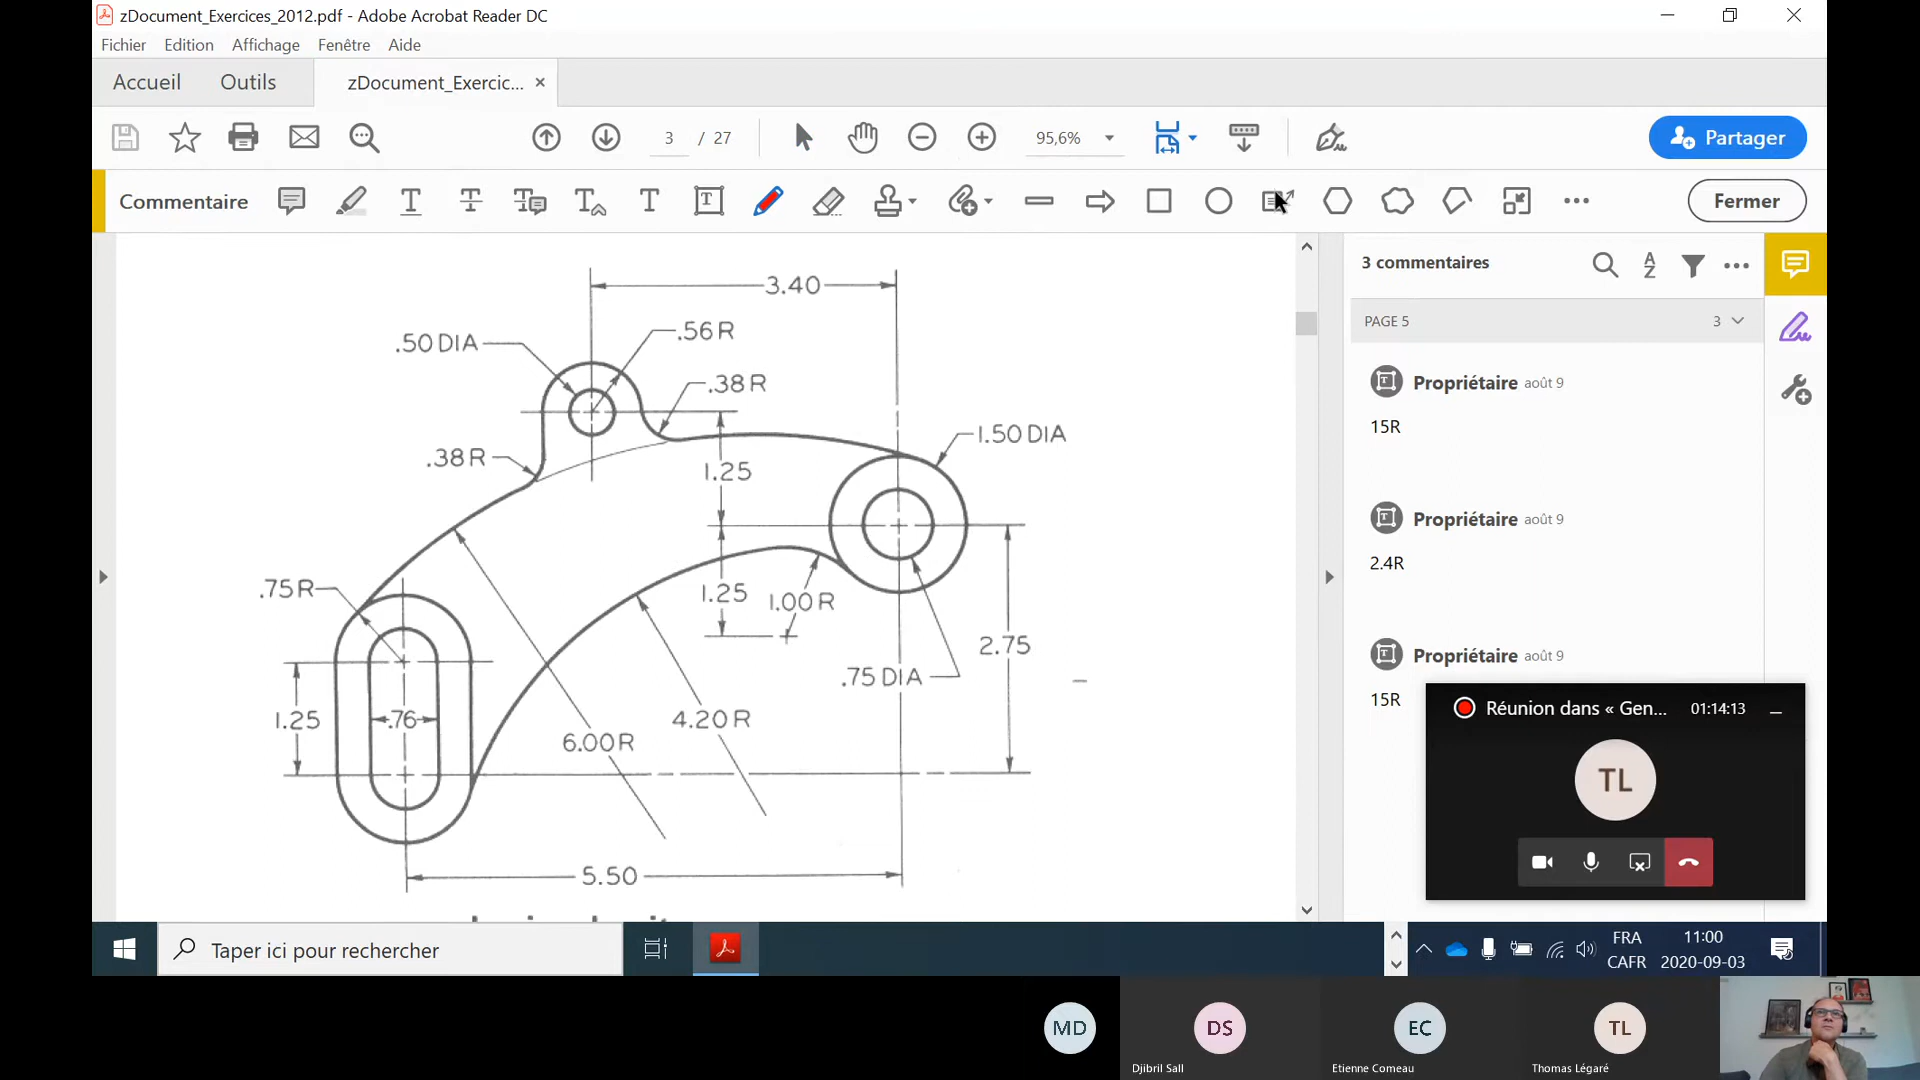 zDocument_Exercices_2012.pdf - Adobe Acrobat Reader DC
Fichier Edition Affichage Fenêtre Aide
Accueil Outils zDocument_Exercic... ×
3 / 27 95,6% Partager
Commentaire Fermer
3.40
.50 DIA .56 R
.38 R
1.50 DIA
.38 R
1.25
.75 R
1.25 1.00 R
2.75
.75 DIA
1.25 .76 4.20 R
6.00 R
5.50
3 commentaires
PAGE 5 3
Propriétaire août 9
15R
Propriétaire août 9
2.4R
Propriétaire août 9
15R
Réunion dans « Gen... 01:14:13
TL
Taper ici pour rechercher
FRA
CAFR
11:00
2020-09-03
MD DS EC TL
Djibril Sall Etienne Comeau Thomas Légaré